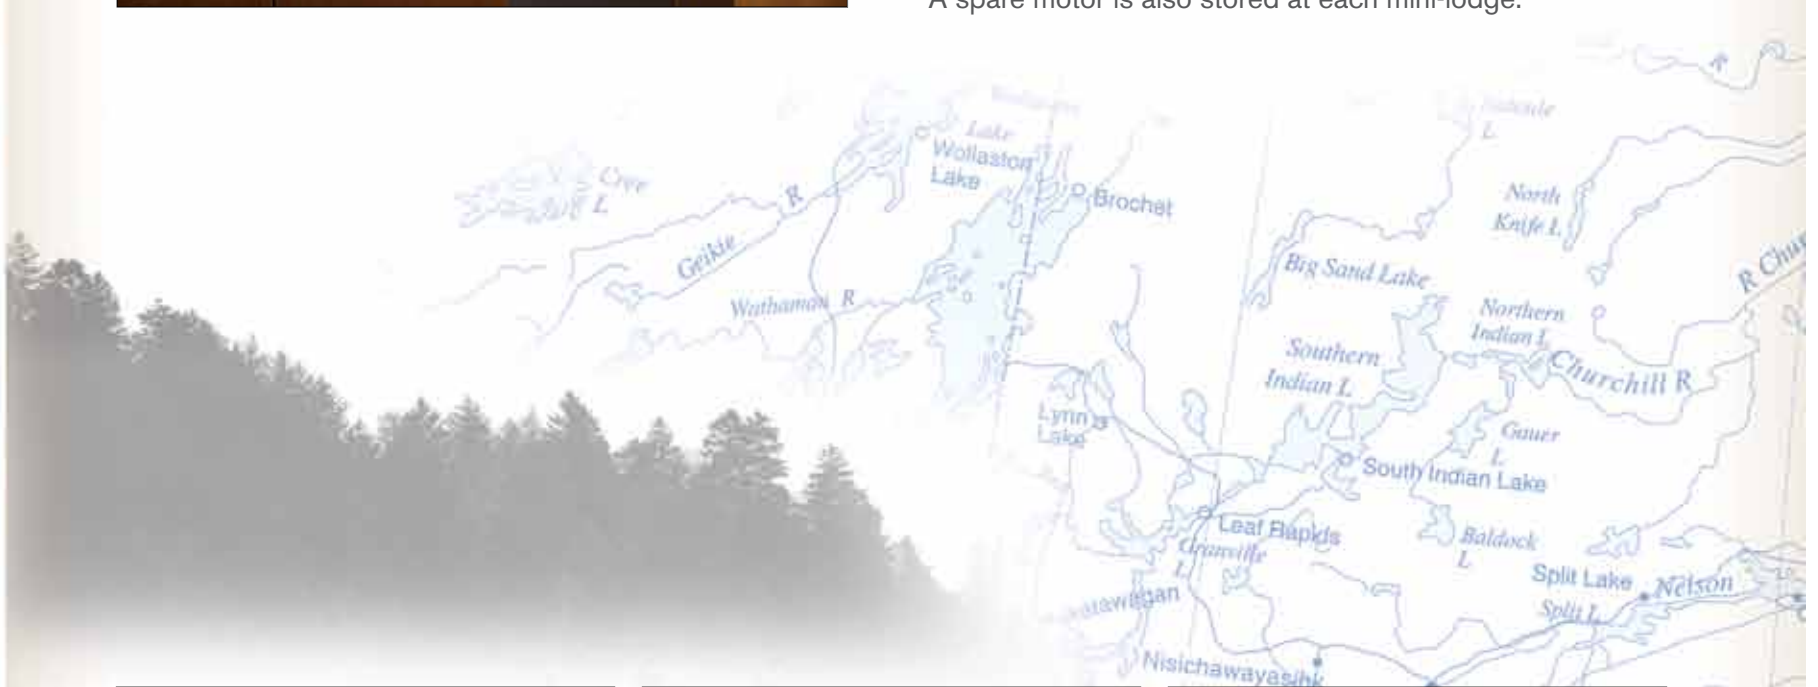 A spare motor is also stored at each mini-lodge.
R
Lake
L
Wollaston
Lake
Cree
L
Brochet
North
Knife L
R
Geikie
R Chur
Big Sand Lake
Wathaman R
Northern
Indian L
Southern
Indian L
Churchill R
Lynn
Lake
Gauer
L
South Indian Lake
Leaf Rapids
Baldock
L
Granville
L
Split Lake
Nelson
Split L
Nisichawayasihk